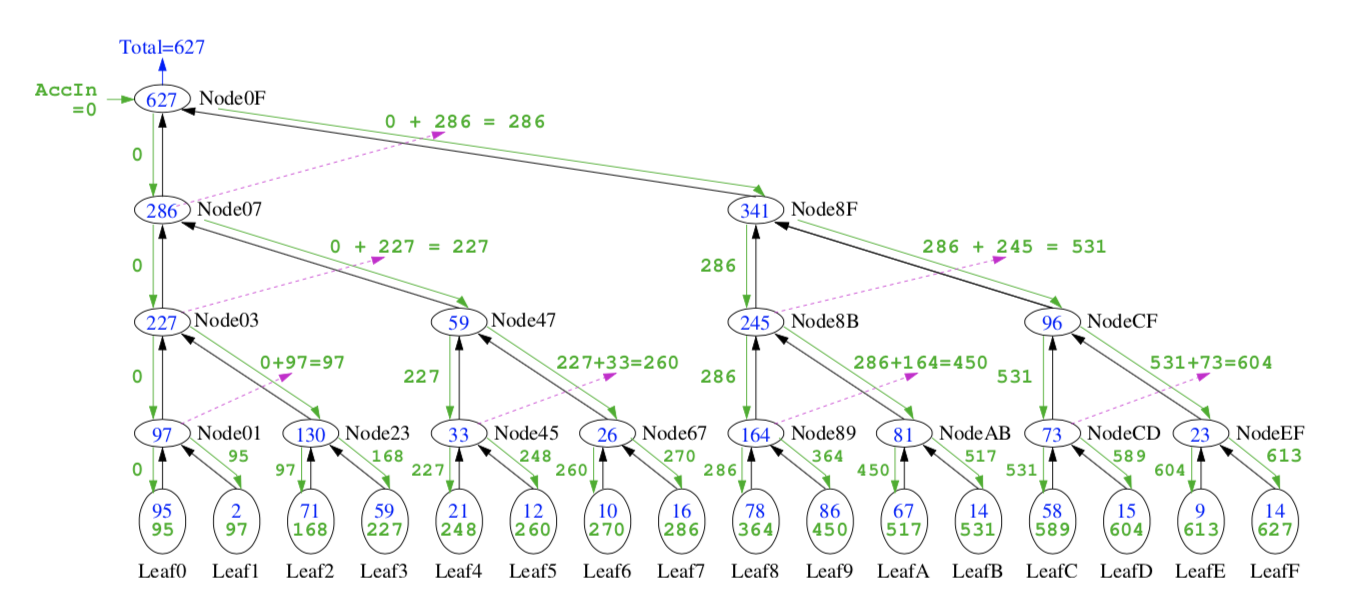 Total=627
AccIn
=0
627 Node0F
0 + 286 = 286
0
286 Node07
341 Node8F
0 + 227 = 227
286 + 245 = 531
0
286
227 Node03
59 Node47
245 Node8B
96 NodeCF
0+97=97
227+33=260
286+164=450
531+73=604
0
227
286
531
97 Node01
130 Node23
33 Node45
26 Node67
164 Node89
81 NodeAB
73 NodeCD
23 NodeEF
95 168 248 270 364 517 589 613
0 97 227 260 286 450 531 604
95 2 71 59 21 12 10 16 78 86 67 14 58 15 9 14
95 97 168 227 248 260 270 286 364 450 517 531 589 604 613 627
Leaf0 Leaf1 Leaf2 Leaf3 Leaf4 Leaf5 Leaf6 Leaf7 Leaf8 Leaf9 LeafA LeafB LeafC LeafD LeafE LeafF